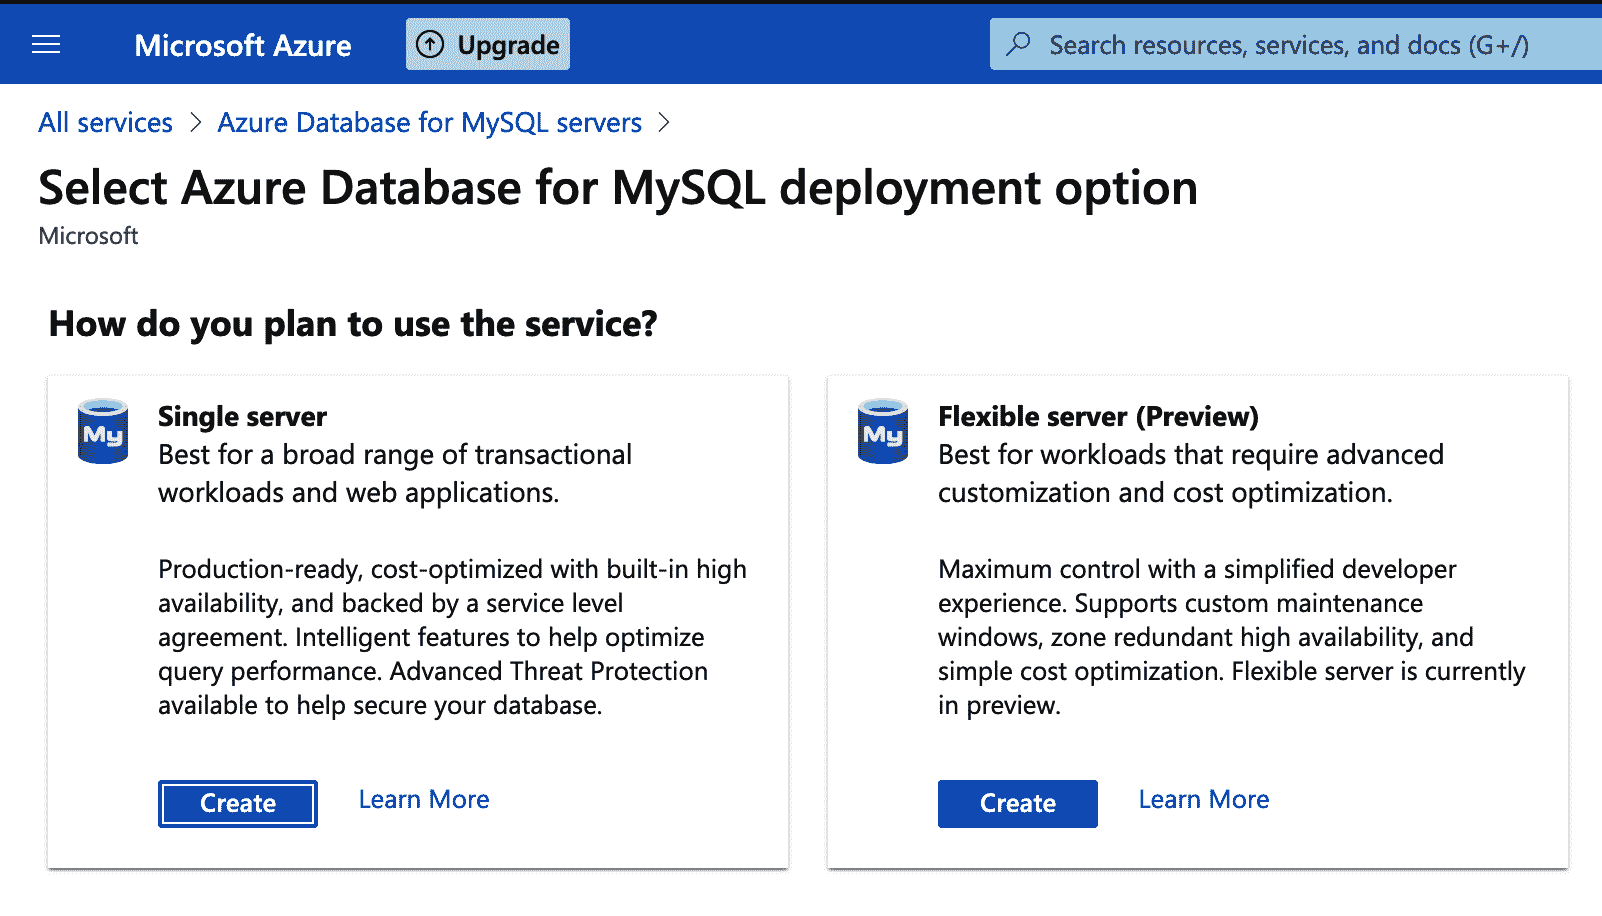 Microsoft Azure
Upgrade
Search resources, services, and docs (G+/)
All services > Azure Database for MySQL servers >
Select Azure Database for MySQL deployment option
Microsoft
How do you plan to use the service?
My
Single server
Best for a broad range of transactional
workloads and web applications.
Production-ready, cost-optimized with built-in high
availability, and backed by a service level
agreement. Intelligent features to help optimize
query performance. Advanced Threat Protection
available to help secure your database.
Create
Learn More
My
Flexible server (Preview)
Best for workloads that require advanced
customization and cost optimization.
Maximum control with a simplified developer
experience. Supports custom maintenance
windows, zone redundant high availability, and
simple cost optimization. Flexible server is currently
in preview.
Create
Learn More